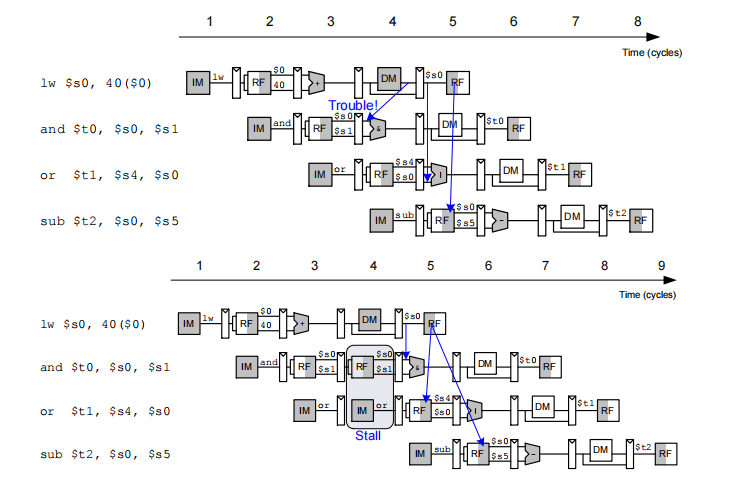 1 2 3 4 5 6 7 8
Time (cycles)
lw $s0, 40($0) IM lw RF $0 40 + DM $s0 RF
Trouble!
and $t0, $s0, $s1 IM and RF $s0 $s1 & DM $t0 RF
or $t1, $s4, $s0 IM or RF $s4 $s0 | DM $t1 RF
sub $t2, $s0, $s5 IM sub RF $s0 $s5 - DM $t2 RF
1 2 3 4 5 6 7 8 9
Time (cycles)
lw $s0, 40($0) IM lw RF $0 40 + DM $s0 RF
and $t0, $s0, $s1 IM and RF $s0 $s1 RF $s0 $s1 & DM $t0 RF
or $t1, $s4, $s0 IM or IM or RF $s4 $s0 | DM $t1 RF
Stall
sub $t2, $s0, $s5 IM sub RF $s0 $s5 - DM $t2 RF